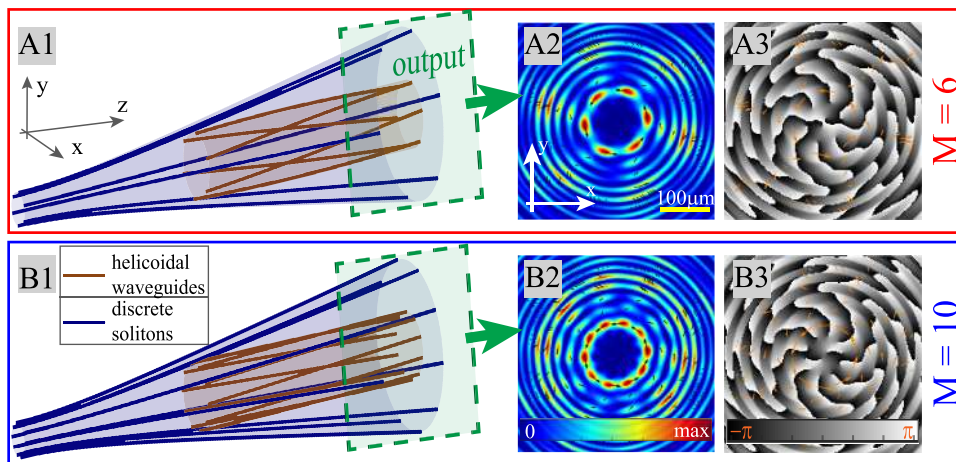 A1
y
z
x
output
A2
y
x
100μm
A3
M = 6
B1
helicoidal
waveguides
discrete
solitons
B2
0
max
B3
-π
π
M = 10